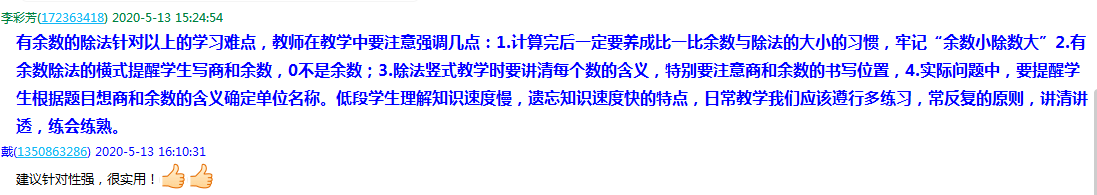 李彩芳(172363418) 2020-5-13 15:24:54
有余数的除法针对以上的学习难点，教师在教学中要注意强调几点：1.计算完后一定要养成比一比余数与除法的大小的习惯，牢记“余数小除数大”2.有
余数除法的横式提醒学生写商和余数，0不是余数；3.除法竖式教学时要讲清每个数的含义，特别要注意商和余数的书写位置，4.实际问题中，要提醒学
生根据题目想商和余数的含义确定单位名称。低段学生理解知识速度慢，遗忘知识速度快的特点，日常教学我们应该遵行多练习，常反复的原则，讲清讲
透，练会练熟。
戴(1350863286) 2020-5-13 16:10:31
建议针对性强，很实用！